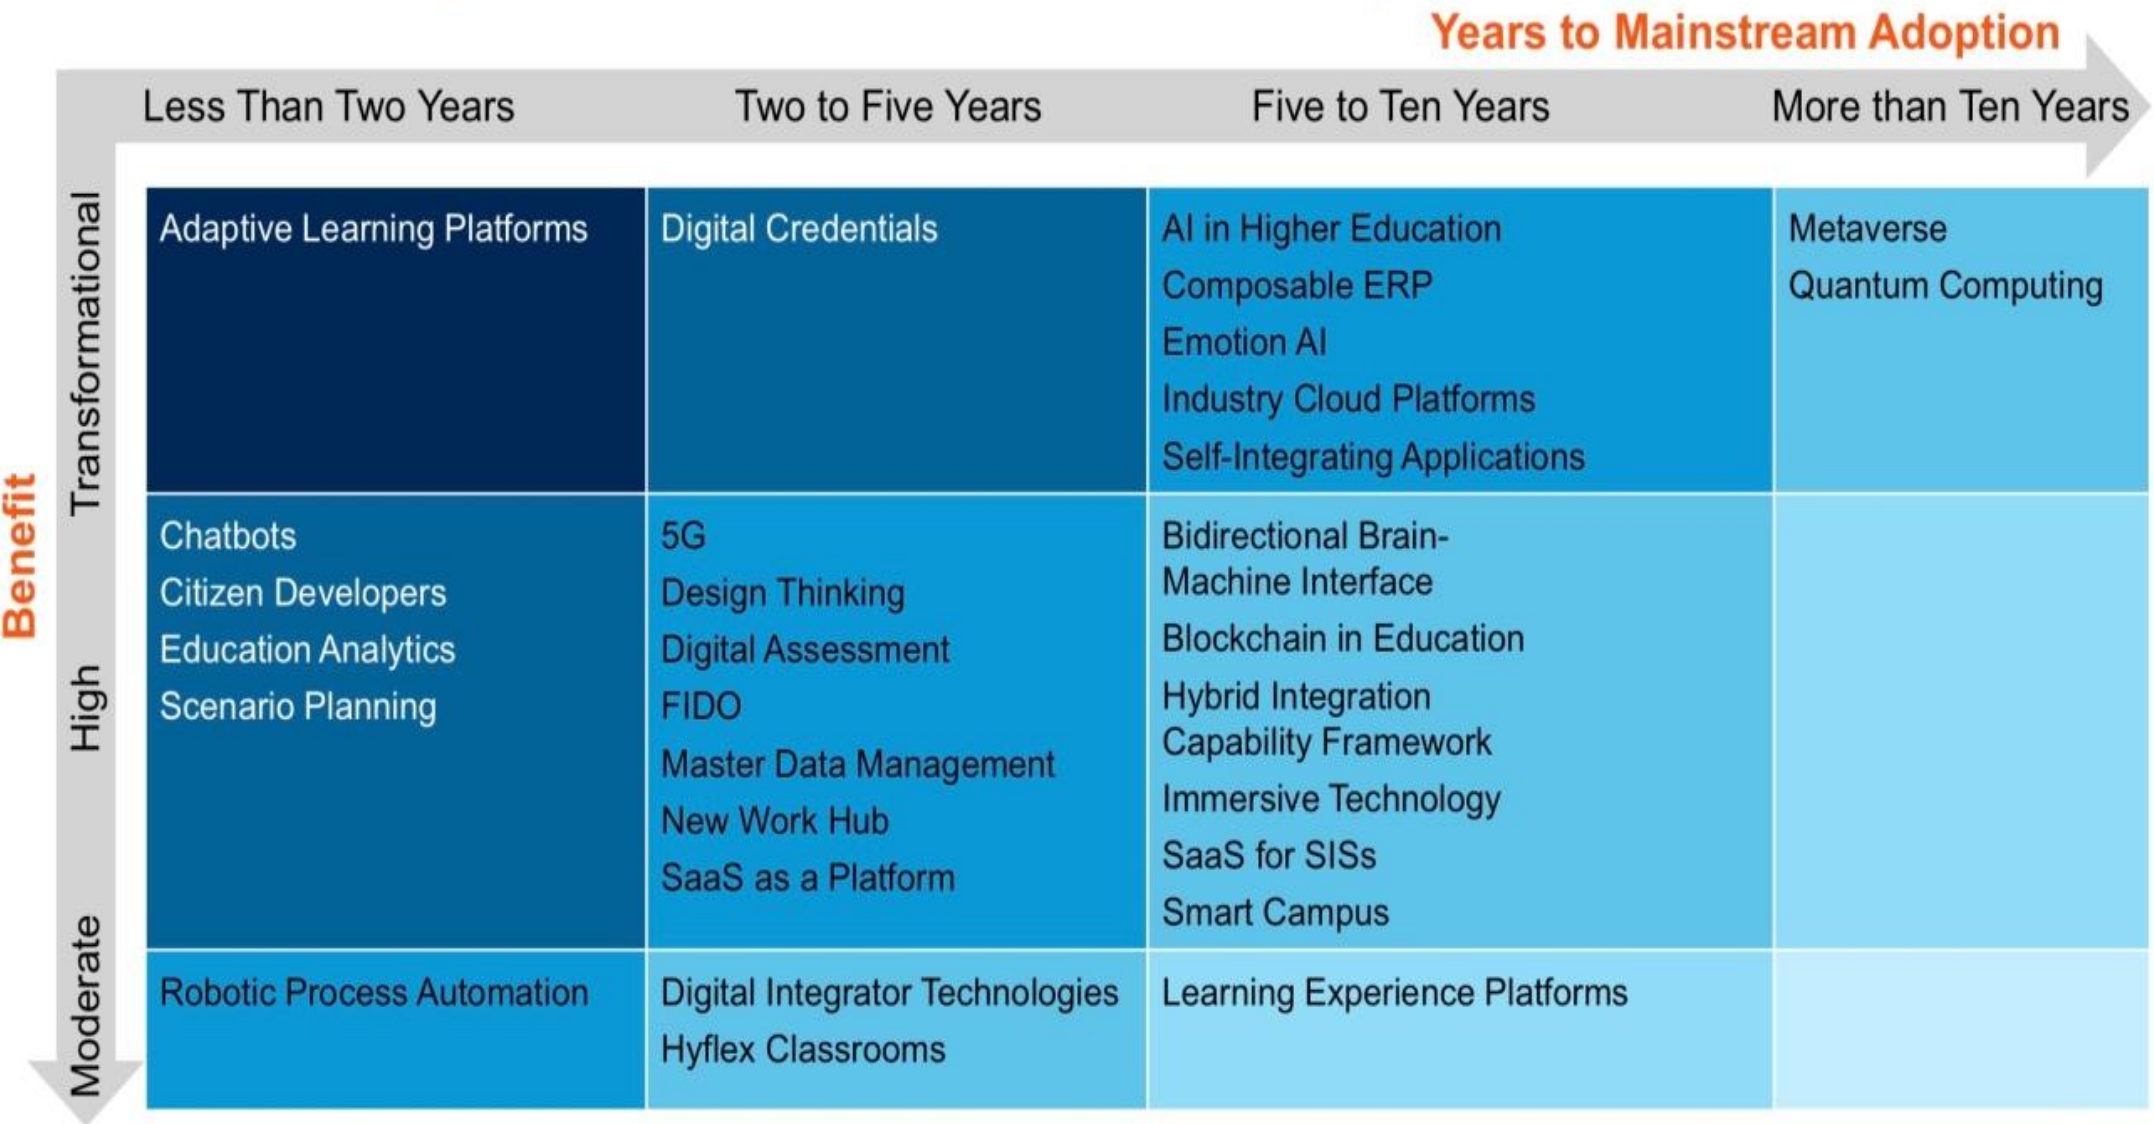 Years to Mainstream Adoption
Less Than Two Years
Two to Five Years
Five to Ten Years
More than Ten Years
Benefit
Transformational
Adaptive Learning Platforms
Digital Credentials
AI in Higher Education
Composable ERP
Emotion AI
Industry Cloud Platforms
Self-Integrating Applications
Metaverse
Quantum Computing
High
Chatbots
Citizen Developers
Education Analytics
Scenario Planning
5G
Design Thinking
Digital Assessment
FIDO
Master Data Management
New Work Hub
SaaS as a Platform
Bidirectional Brain-
Machine Interface
Blockchain in Education
Hybrid Integration
Capability Framework
Immersive Technology
SaaS for SISs
Smart Campus
Moderate
Robotic Process Automation
Digital Integrator Technologies
Hyflex Classrooms
Learning Experience Platforms